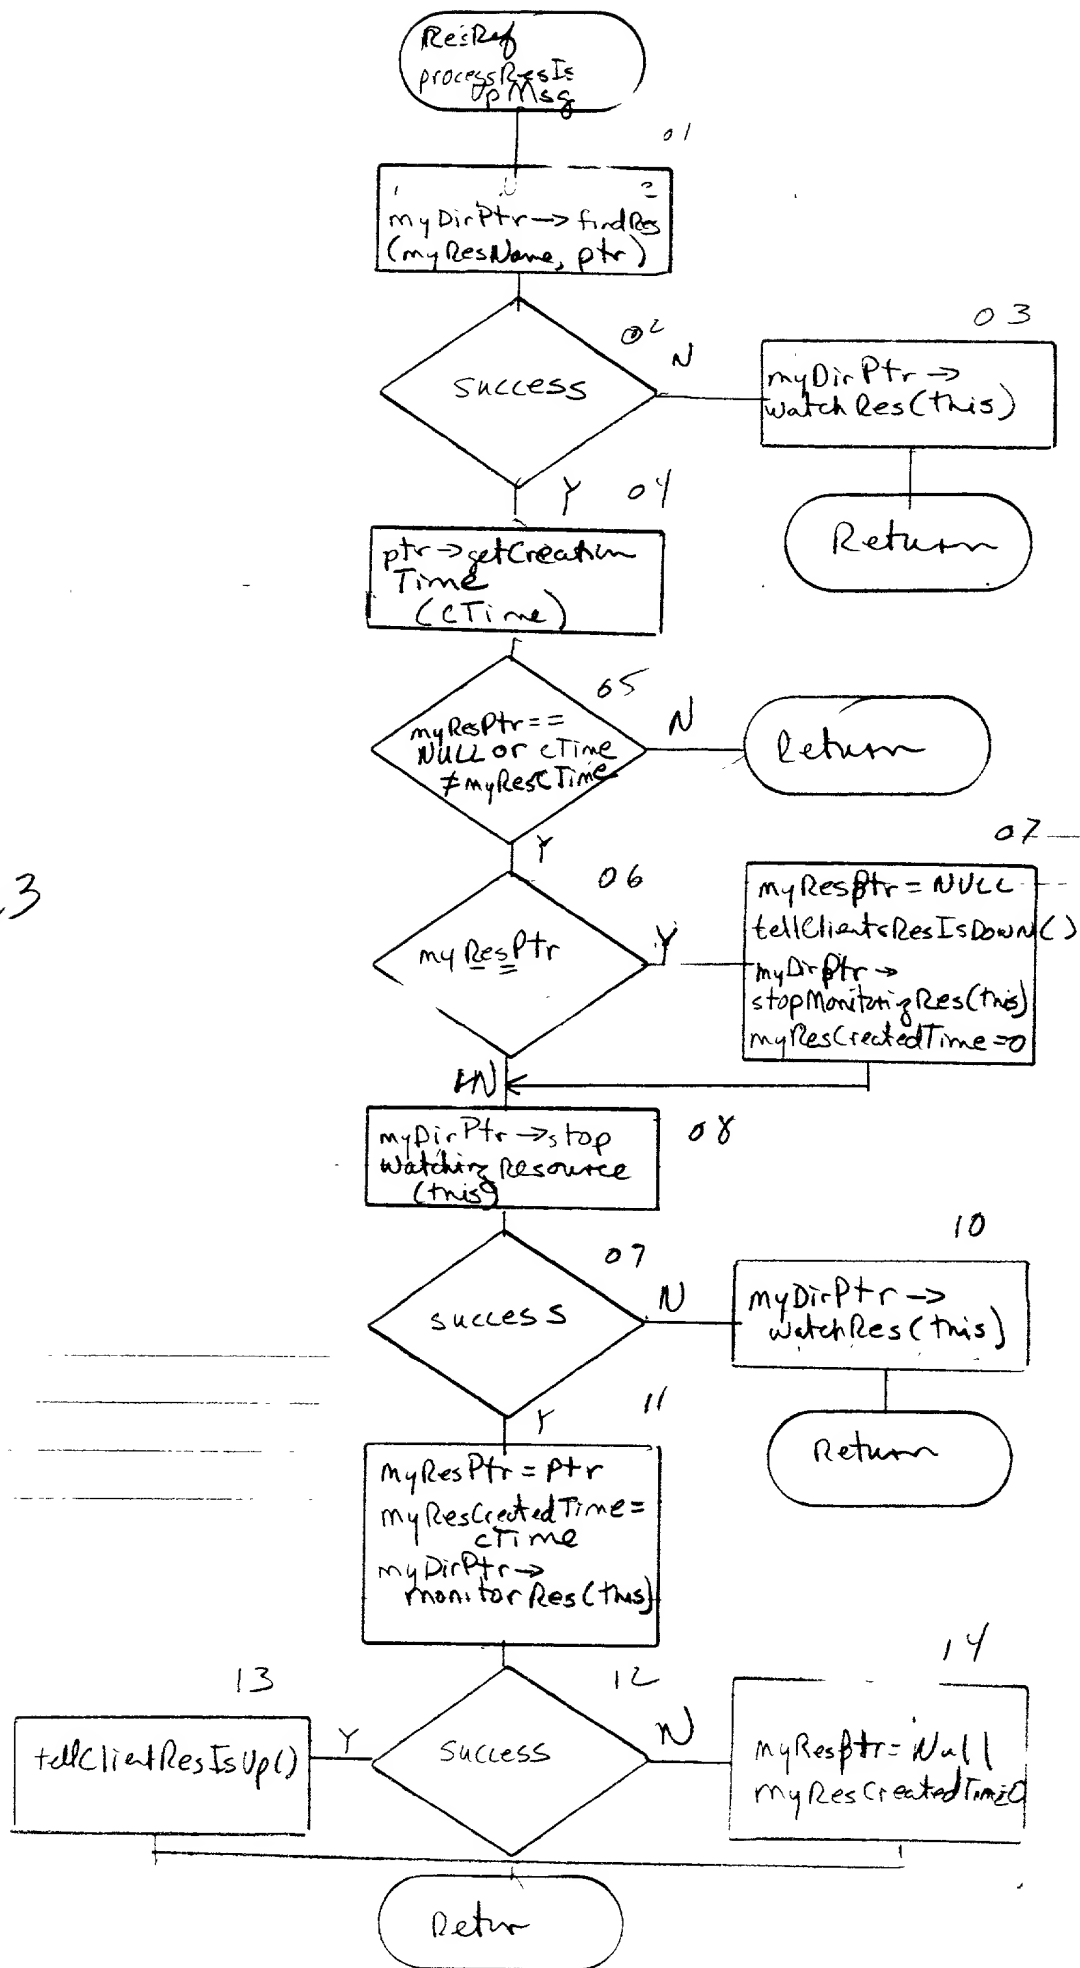 ResRef
processResIs
UpMsg
01
1 2
myDirPtr → findRes
(myResName, ptr)
02
success
N
03
myDirPtr →
watchRes(this)
Return
Y
04
ptr → getCreation
Time
(cTime)
05
myResPtr ==
NULL or cTime
≠ myResCTime
N
Return
Y
06
myResPtr
Y
07
myResPtr = NULL
tellClientsResIsDown()
myDirPtr →
stopMonitoringRes(this)
myResCreatedTime=0
3
N
08
myDirPtr → stop
Watching Resource
(this)
09
success
N
10
myDirPtr →
watchRes(this)
Return
Y
11
myResPtr = ptr
myResCreatedTime =
cTime
myDirPtr →
monitorRes(this)
12
success
Y
13
tellClientResIsUp()
N
14
myResPtr = Null
myResCreatedTime=0
Retur